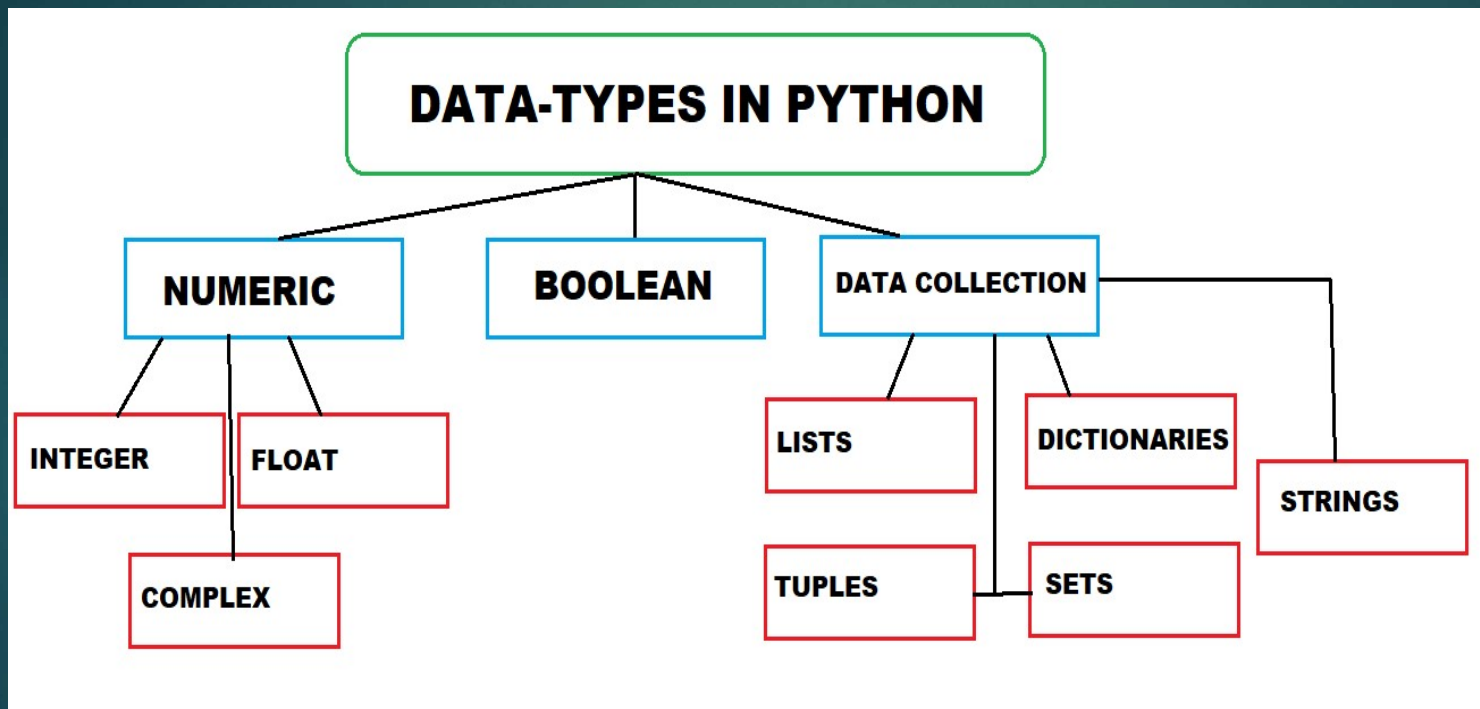 DATA-TYPES IN PYTHON
NUMERIC
BOOLEAN
DATA COLLECTION
INTEGER
FLOAT
LISTS
DICTIONARIES
STRINGS
COMPLEX
TUPLES
SETS